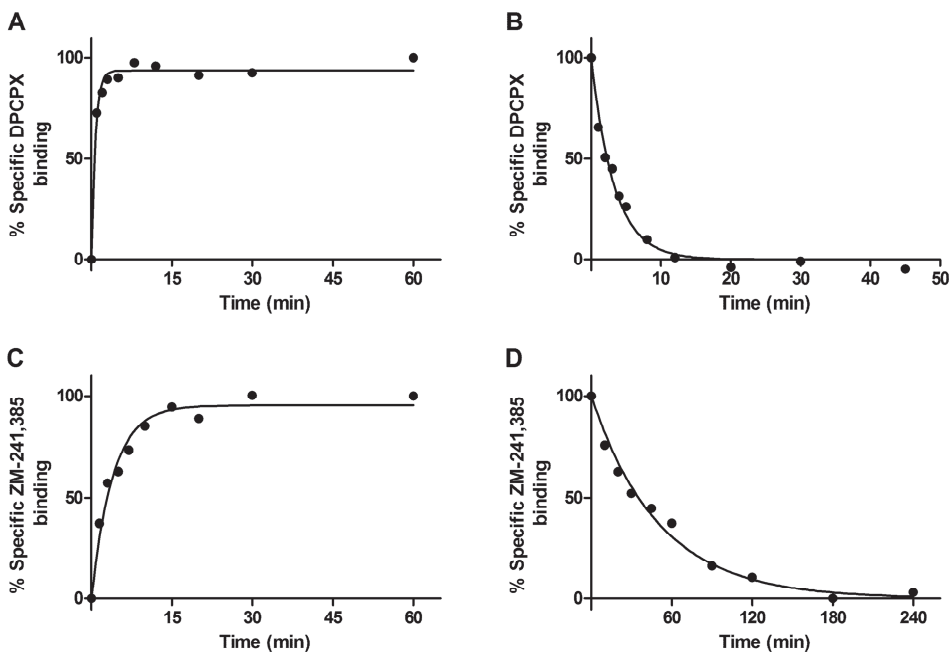 A
% Specific DPCPX
binding
100
50
0
15
30
45
60
Time (min)
B
% Specific DPCPX
binding
100
50
0
10
20
30
40
50
Time (min)
C
% Specific ZM-241,385
binding
100
50
0
15
30
45
60
Time (min)
D
% Specific ZM-241,385
binding
100
50
0
60
120
180
240
Time (min)